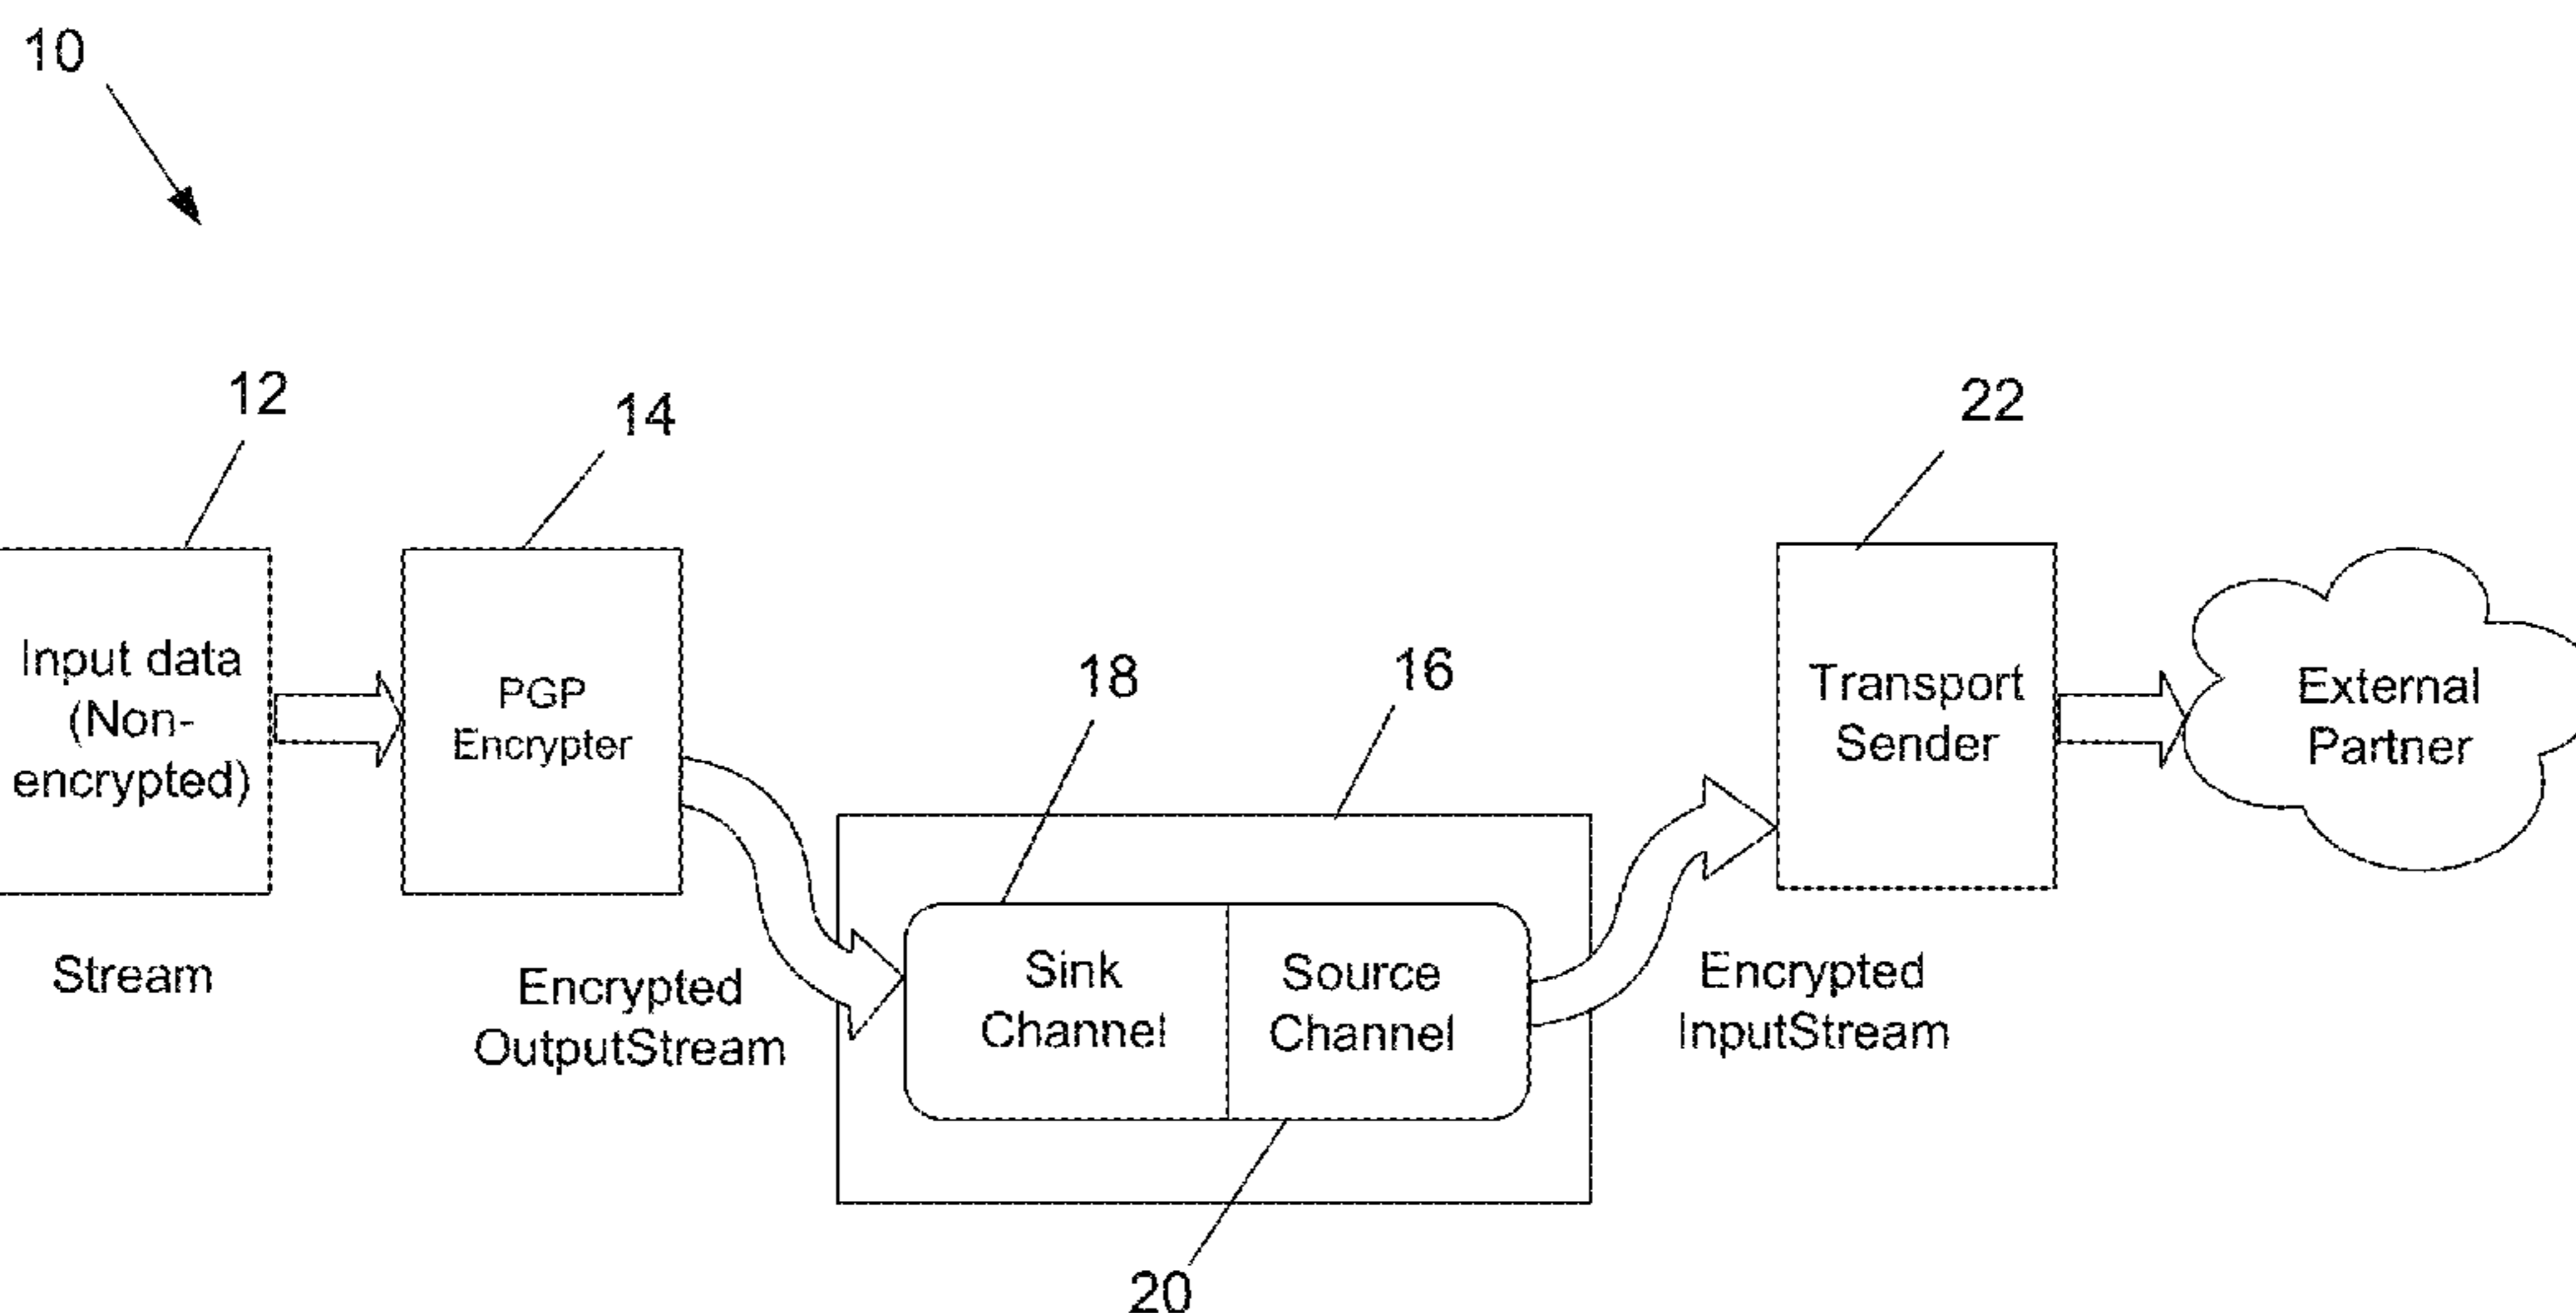 10
12
14
22
Input data
(Non-
encrypted)
PGP
Encrypter
18
16
Transport
Sender
External
Partner
Stream
Encrypted
OutputStream
Sink
Channel
Source
Channel
Encrypted
InputStream
20